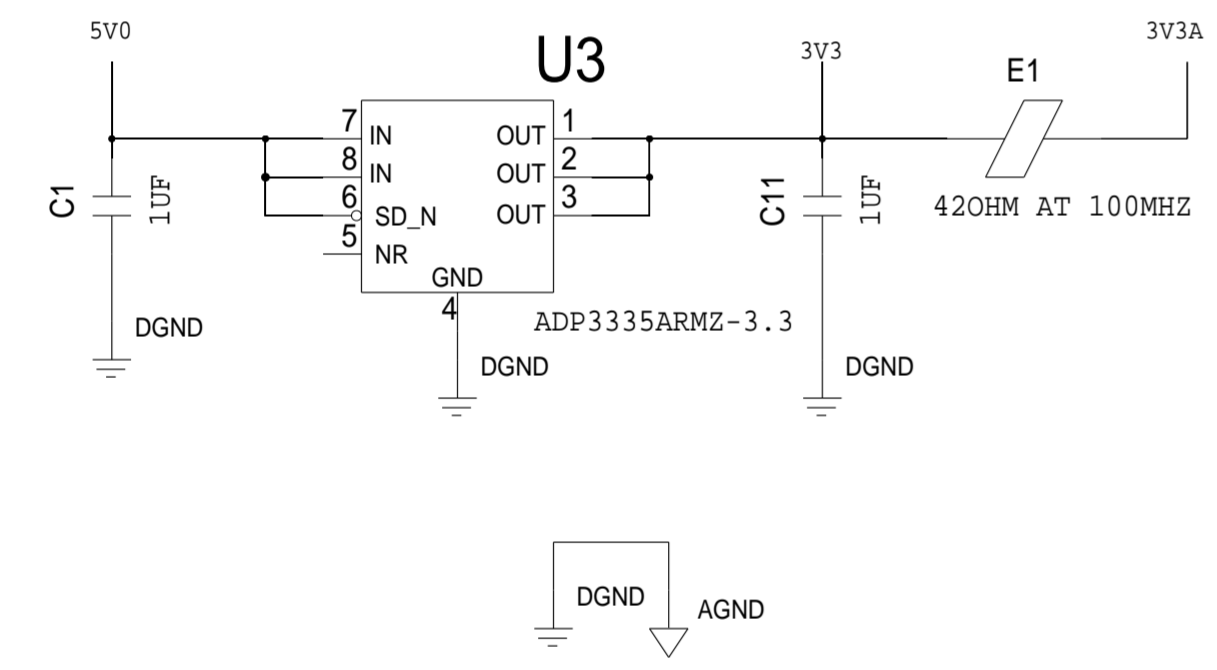 5V0
3V3A
U3
3V3
E1
7 IN OUT 1
8 IN OUT 2
6 SD_N OUT 3
5 NR
GND
4
C1
1UF
C11
1UF
42OHM AT 100MHZ
ADP3335ARMZ-3.3
DGND
DGND
DGND
DGND
AGND